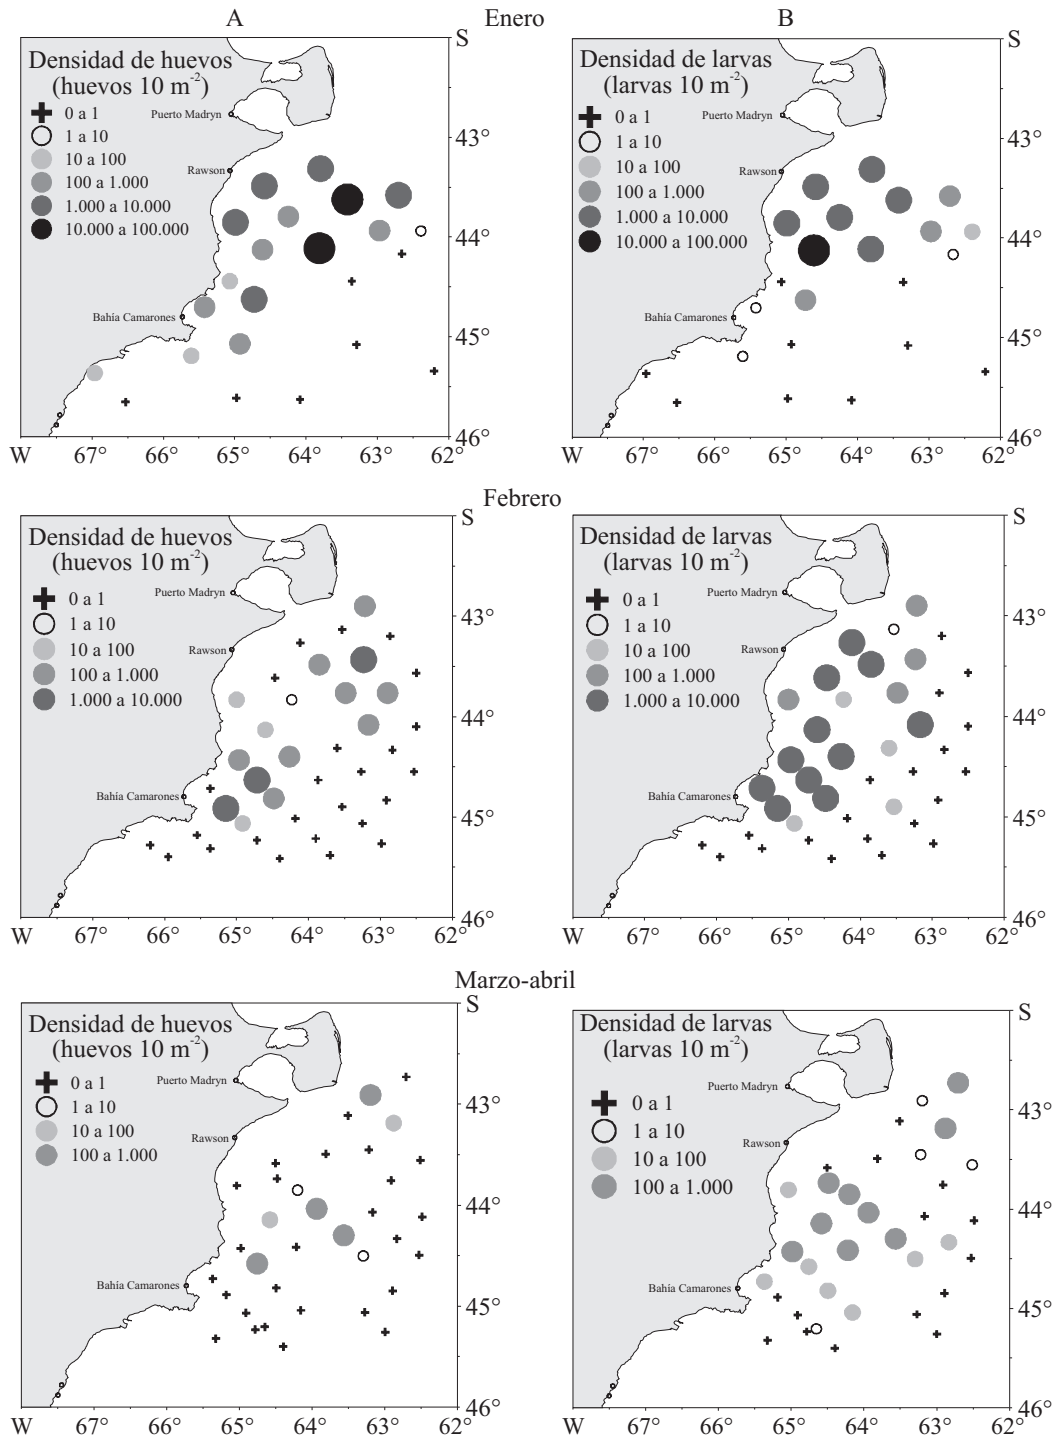 A
Enero
B
Densidad de huevos
(huevos 10 m-2)
0 a 1
1 a 10
10 a 100
100 a 1.000
1.000 a 10.000
10.000 a 100.000
Puerto Madryn
Rawson
Bahía Camarones
S
43°
44°
45°
46°
W 67° 66° 65° 64° 63° 62°
Densidad de larvas
(larvas 10 m-2)
0 a 1
1 a 10
10 a 100
100 a 1.000
1.000 a 10.000
10.000 a 100.000
Puerto Madryn
Rawson
Bahía Camarones
S
43°
44°
45°
46°
W 67° 66° 65° 64° 63° 62°
Febrero
Densidad de huevos
(huevos 10 m-2)
0 a 1
1 a 10
10 a 100
100 a 1.000
1.000 a 10.000
Puerto Madryn
Rawson
Bahía Camarones
S
43°
44°
45°
46°
W 67° 66° 65° 64° 63° 62°
Densidad de larvas
(larvas 10 m-2)
0 a 1
1 a 10
10 a 100
100 a 1.000
1.000 a 10.000
Puerto Madryn
Rawson
Bahía Camarones
S
43°
44°
45°
46°
W 67° 66° 65° 64° 63° 62°
Marzo-abril
Densidad de huevos
(huevos 10 m-2)
0 a 1
1 a 10
10 a 100
100 a 1.000
Puerto Madryn
Rawson
Bahía Camarones
S
43°
44°
45°
46°
W 67° 66° 65° 64° 63° 62°
Densidad de larvas
(larvas 10 m-2)
0 a 1
1 a 10
10 a 100
100 a 1.000
Puerto Madryn
Rawson
Bahía Camarones
S
43°
44°
45°
46°
W 67° 66° 65° 64° 63° 62°